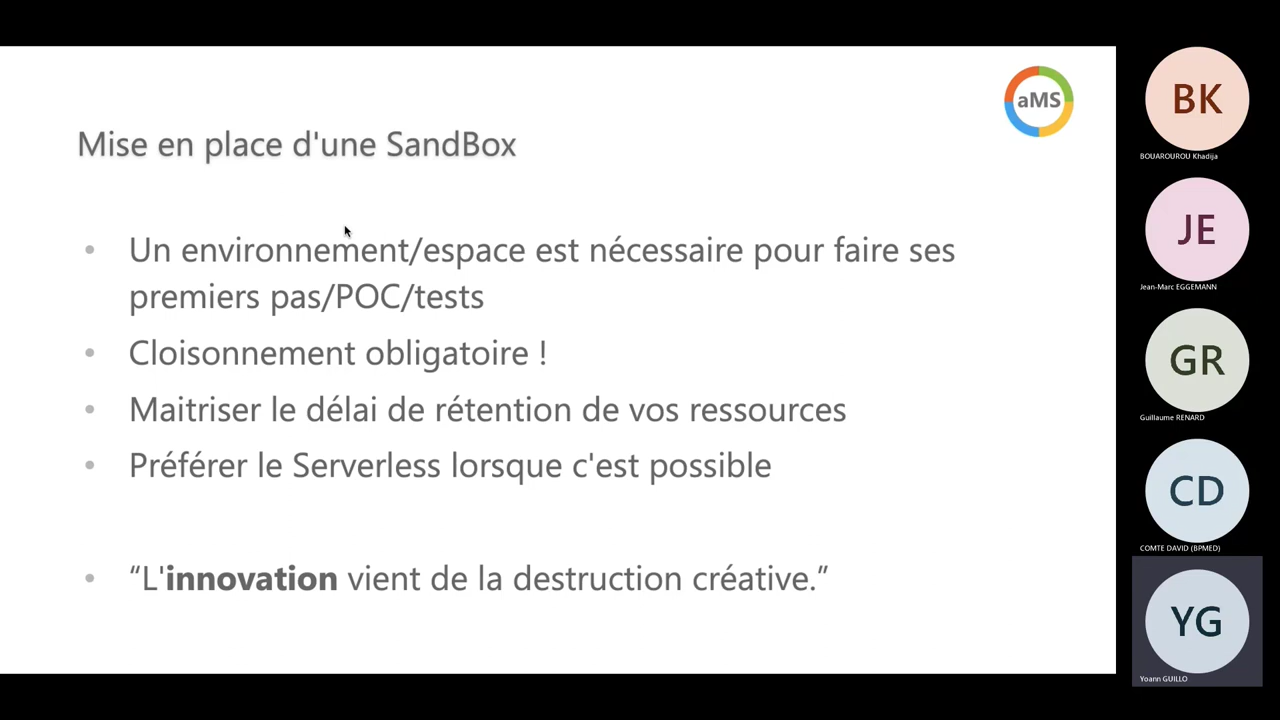 aMS
Mise en place d'une SandBox
• Un environnement/espace est nécessaire pour faire ses
premiers pas/POC/tests
• Cloisonnement obligatoire !
• Maitriser le délai de rétention de vos ressources
• Préférer le Serverless lorsque c'est possible
• “L'innovation vient de la destruction créative.”
BK
BOUAROUROU Khadija
JE
Jean-Marc EGGEMANN
GR
Guillaume RENARD
CD
COMTE DAVID (BPMED)
YG
Yoann GUILLO